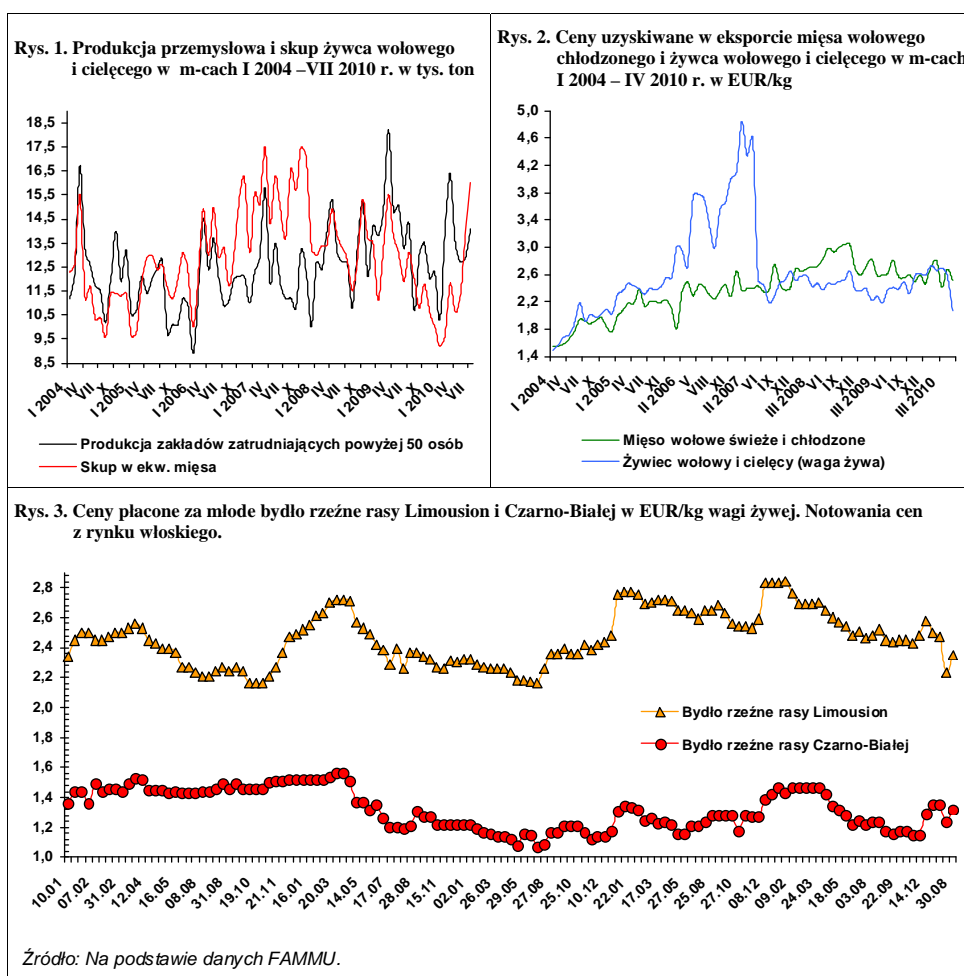 Rys. 1. Produkcja przemysłowa i skup żywca wołowego
i cielęcego w m-cach I 2004 –VII 2010 r. w tys. ton
18,5
17,5
16,5
15,5
14,5
13,5
12,5
11,5
10,5
9,5
8,5
I 2004
IV
VII
X
I 2005
IV
VII
X
I 2006
IV
VII
X
I 2007
IV
VII
X
I 2008
IV
VII
X
I 2009
IV
VII
X
I 2010
IV
VII
Produkcja zakładów zatrudniających powyżej 50 osób
Skup w ekw. mięsa
Rys. 2. Ceny uzyskiwane w eksporcie mięsa wołowego
chłodzonego i żywca wołowego i cielęcego w m-cach
I 2004 – IV 2010 r. w EUR/kg
5,0
4,6
4,2
3,8
3,4
3,0
2,6
2,2
1,8
1,4
I 2004
IV
VII
X
I 2005
IV
VII
XI
II 2006
V
VIII
XI
II 2007
VI
IX
XII
III 2008
VI
IX
XII
III 2009
VI
IX
XII
III 2010
Mięso wołowe świeże i chłodzone
Żywiec wołowy i cielęcy (waga żywa)
Rys. 3. Ceny płacone za młode bydło rzeźne rasy Limousion i Czarno-Białej w EUR/kg wagi żywej. Notowania cen
z rynku włoskiego.
2,8
2,6
2,4
2,2
2,0
1,8
1,6
1,4
1,2
1,0
Bydło rzeźne rasy Limousion
Bydło rzeźne rasy Czarno-Białej
10.01
07.02
31.02
12.04
16.05
08.08
31.08
19.10
21.11
16.01
20.03
14.05
17.07
28.08
15.11
02.01
26.03
29.05
27.08
25.10
10.12
22.01
14.03
17.05
23.08
27.10
08.12
09.02
23.04
18.05
03.08
22.09
14.12
30.08
Źródło: Na podstawie danych FAMMU.